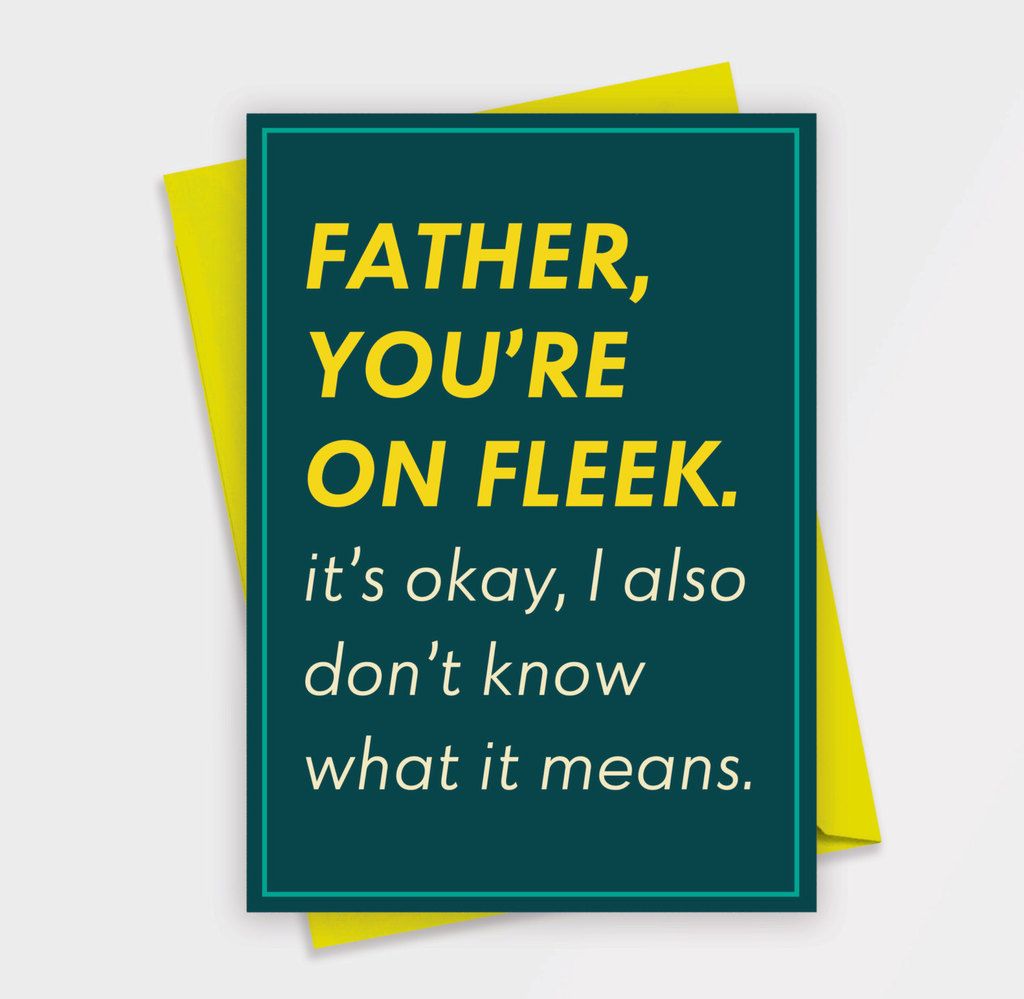 FATHER,
YOU'RE
ON FLEEK.
it's okay, I also
don't know
what it means.